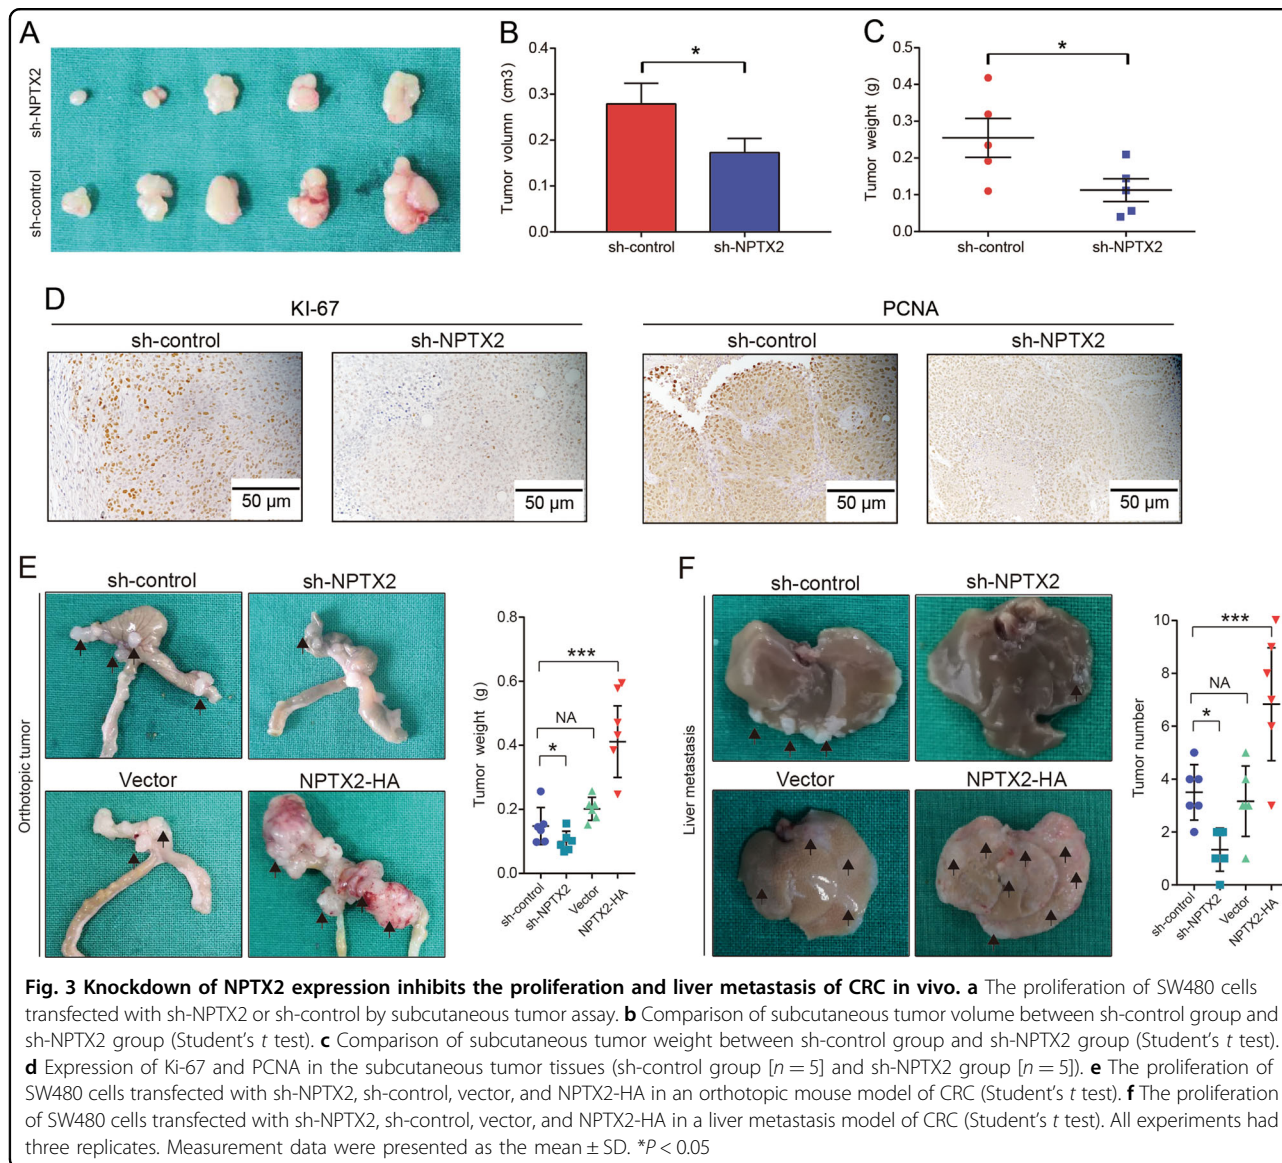 A
sh-NPTX2
sh-control
B
Tumor volumn (cm3)
0.4
0.3
0.2
0.1
0.0
*
sh-control
sh-NPTX2
C
Tumor weight (g)
0.5
0.4
0.3
0.2
0.1
0.0
*
sh-control
sh-NPTX2
D
KI-67
PCNA
sh-control
sh-NPTX2
sh-control
sh-NPTX2
50 µm
50 µm
50 µm
50 µm
E
Orthotopic tumor
sh-control
sh-NPTX2
Vector
NPTX2-HA
Tumor weight (g)
0.8
0.6
0.4
0.2
0.0
***
NA
*
sh-control
sh-NPTX2
Vector
NPTX2-HA
F
Liver metastasis
sh-control
sh-NPTX2
Vector
NPTX2-HA
Tumor number
10
8
6
4
2
0
***
NA
*
sh-control
sh-NPTX2
Vector
NPTX2-HA
Fig. 3 Knockdown of NPTX2 expression inhibits the proliferation and liver metastasis of CRC in vivo. a The proliferation of SW480 cells
transfected with sh-NPTX2 or sh-control by subcutaneous tumor assay. b Comparison of subcutaneous tumor volume between sh-control group and
sh-NPTX2 group (Student's t test). c Comparison of subcutaneous tumor weight between sh-control group and sh-NPTX2 group (Student's t test).
d Expression of Ki-67 and PCNA in the subcutaneous tumor tissues (sh-control group [n = 5] and sh-NPTX2 group [n = 5]). e The proliferation of
SW480 cells transfected with sh-NPTX2, sh-control, vector, and NPTX2-HA in an orthotopic mouse model of CRC (Student's t test). f The proliferation
of SW480 cells transfected with sh-NPTX2, sh-control, vector, and NPTX2-HA in a liver metastasis model of CRC (Student's t test). All experiments had
three replicates. Measurement data were presented as the mean ± SD. *P < 0.05